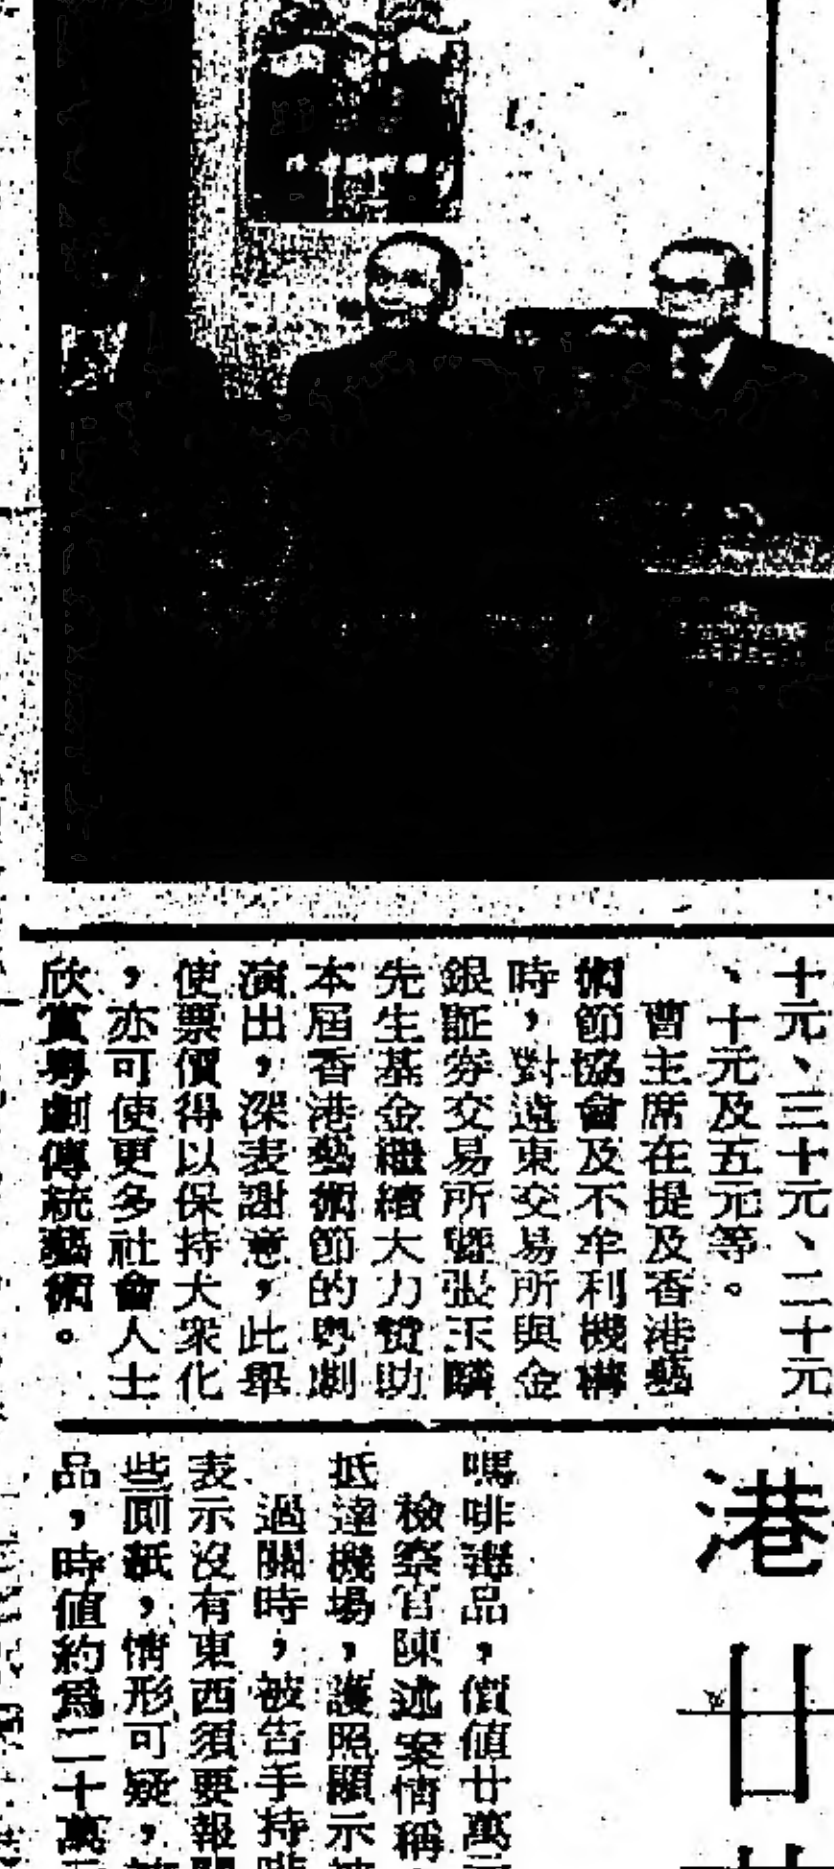 十元、三十元、二十元
、十元及五元等。
曹主席在提及香港藝
術節協會及不牟利機構
時，對遠東交易所與金
銀証券交易所暨張玉麟
先生基金繼續大力贊助
本屆香港藝術節的粵劇
演出，深表謝意，此舉
使票價得以保持大眾化
，亦可使更多社會人士
欣賞粵劇傳統藝術。
港
廿
嗎啡毒品，價值廿萬元
檢察官陳述案情稱
抵達機場，護照顯示
過關時，被告手持
表示沒有東西須要報關
些厠紙，情形可疑，
品，時值約爲二十萬